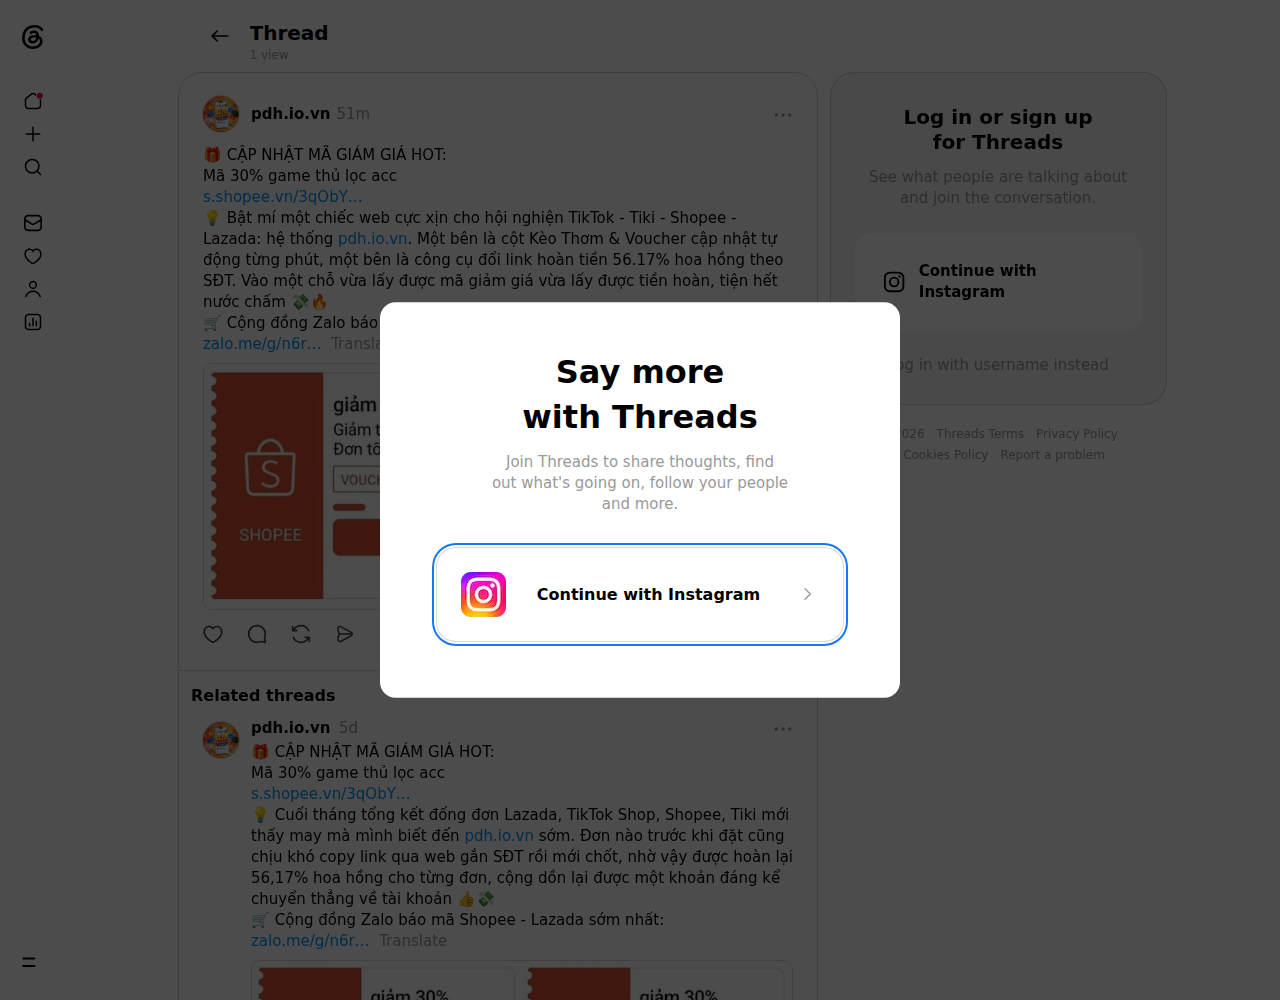 Thread
1 view
pdh.io.vn 51m
🎁 CẬP NHẬT MÃ GIẢM GIÁ HOT:
Mã 30% game thủ lọc acc
s.shopee.vn/3qObY…
💡 Bật mí một chiếc web cực xịn cho hội nghiện TikTok - Tiki - Shopee -
Lazada: hệ thống pdh.io.vn. Một bên là cột Kèo Thơm & Voucher cập nhật tự
động từng phút, một bên là công cụ đổi link hoàn tiền 56.17% hoa hồng theo
SĐT. Vào một chỗ vừa lấy được mã giảm giá vừa lấy được tiền hoàn, tiện hết
nước chấm 💸🔥
🛒 Cộng đồng Zalo báo
zalo.me/g/n6r…
giảm
Giảm
SHOPEE
Log in or sign up
for Threads
See what people are talking about
and join the conversation.
Continue with
Instagram
in with username instead
Threads Terms Privacy Policy
Cookies Policy Report a problem
Say more
with Threads
Join Threads to share thoughts, find
out what's going on, follow your people
and more.
Continue with Instagram
Related threads
pdh.io.vn 5d
🎁 CẬP NHẬT MÃ GIẢM GIÁ HOT:
Mã 30% game thủ lọc acc
s.shopee.vn/3qObY…
💡 Cuối tháng tổng kết đống đơn Lazada, TikTok Shop, Shopee, Tiki mới
thấy may mà mình biết đến pdh.io.vn sớm. Đơn nào trước khi đặt cũng
chịu khó copy link qua web gắn SĐT rồi mới chốt, nhờ vậy được hoàn lại
56,17% hoa hồng cho từng đơn, cộng dồn lại được một khoản đáng kể
chuyển thẳng về tài khoản 👍💸
🛒 Cộng đồng Zalo báo mã Shopee - Lazada sớm nhất:
zalo.me/g/n6r… Translate
giảm 30% giảm 30%